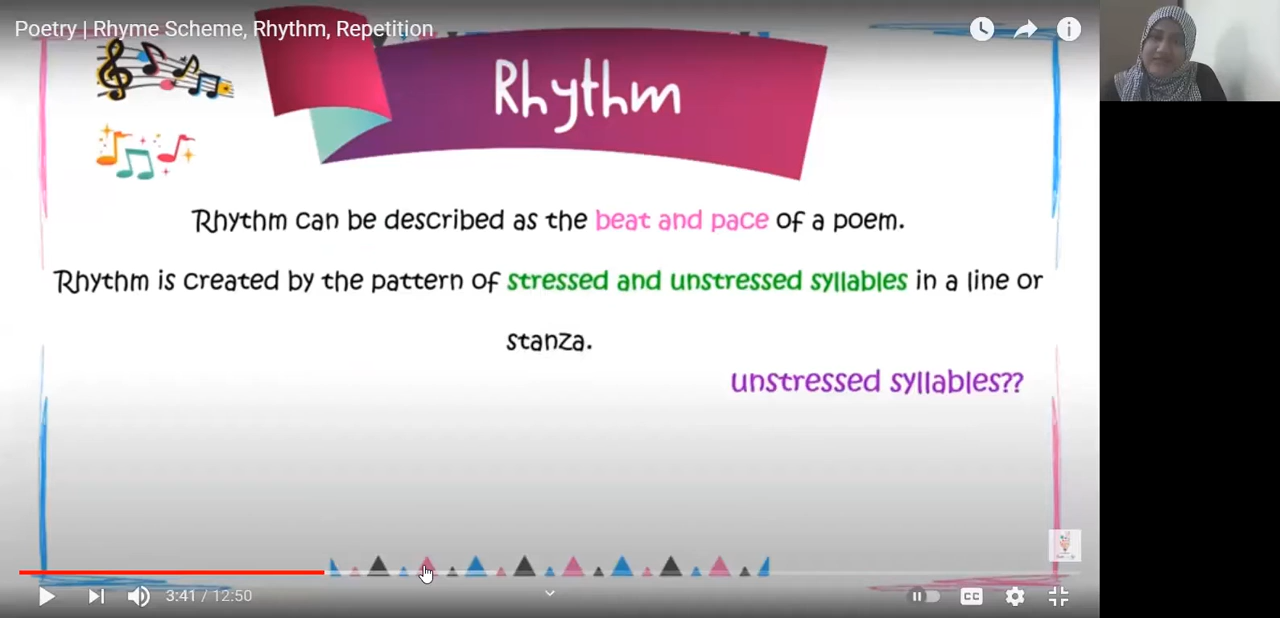 Poetry | Rhyme Scheme, Rhythm, Repetition
Rhythm
Rhythm can be described as the beat and pace of a poem.
Rhythm is created by the pattern of stressed and unstressed syllables in a line or
stanza.
unstressed syllables??
3:41 / 12:50
CC